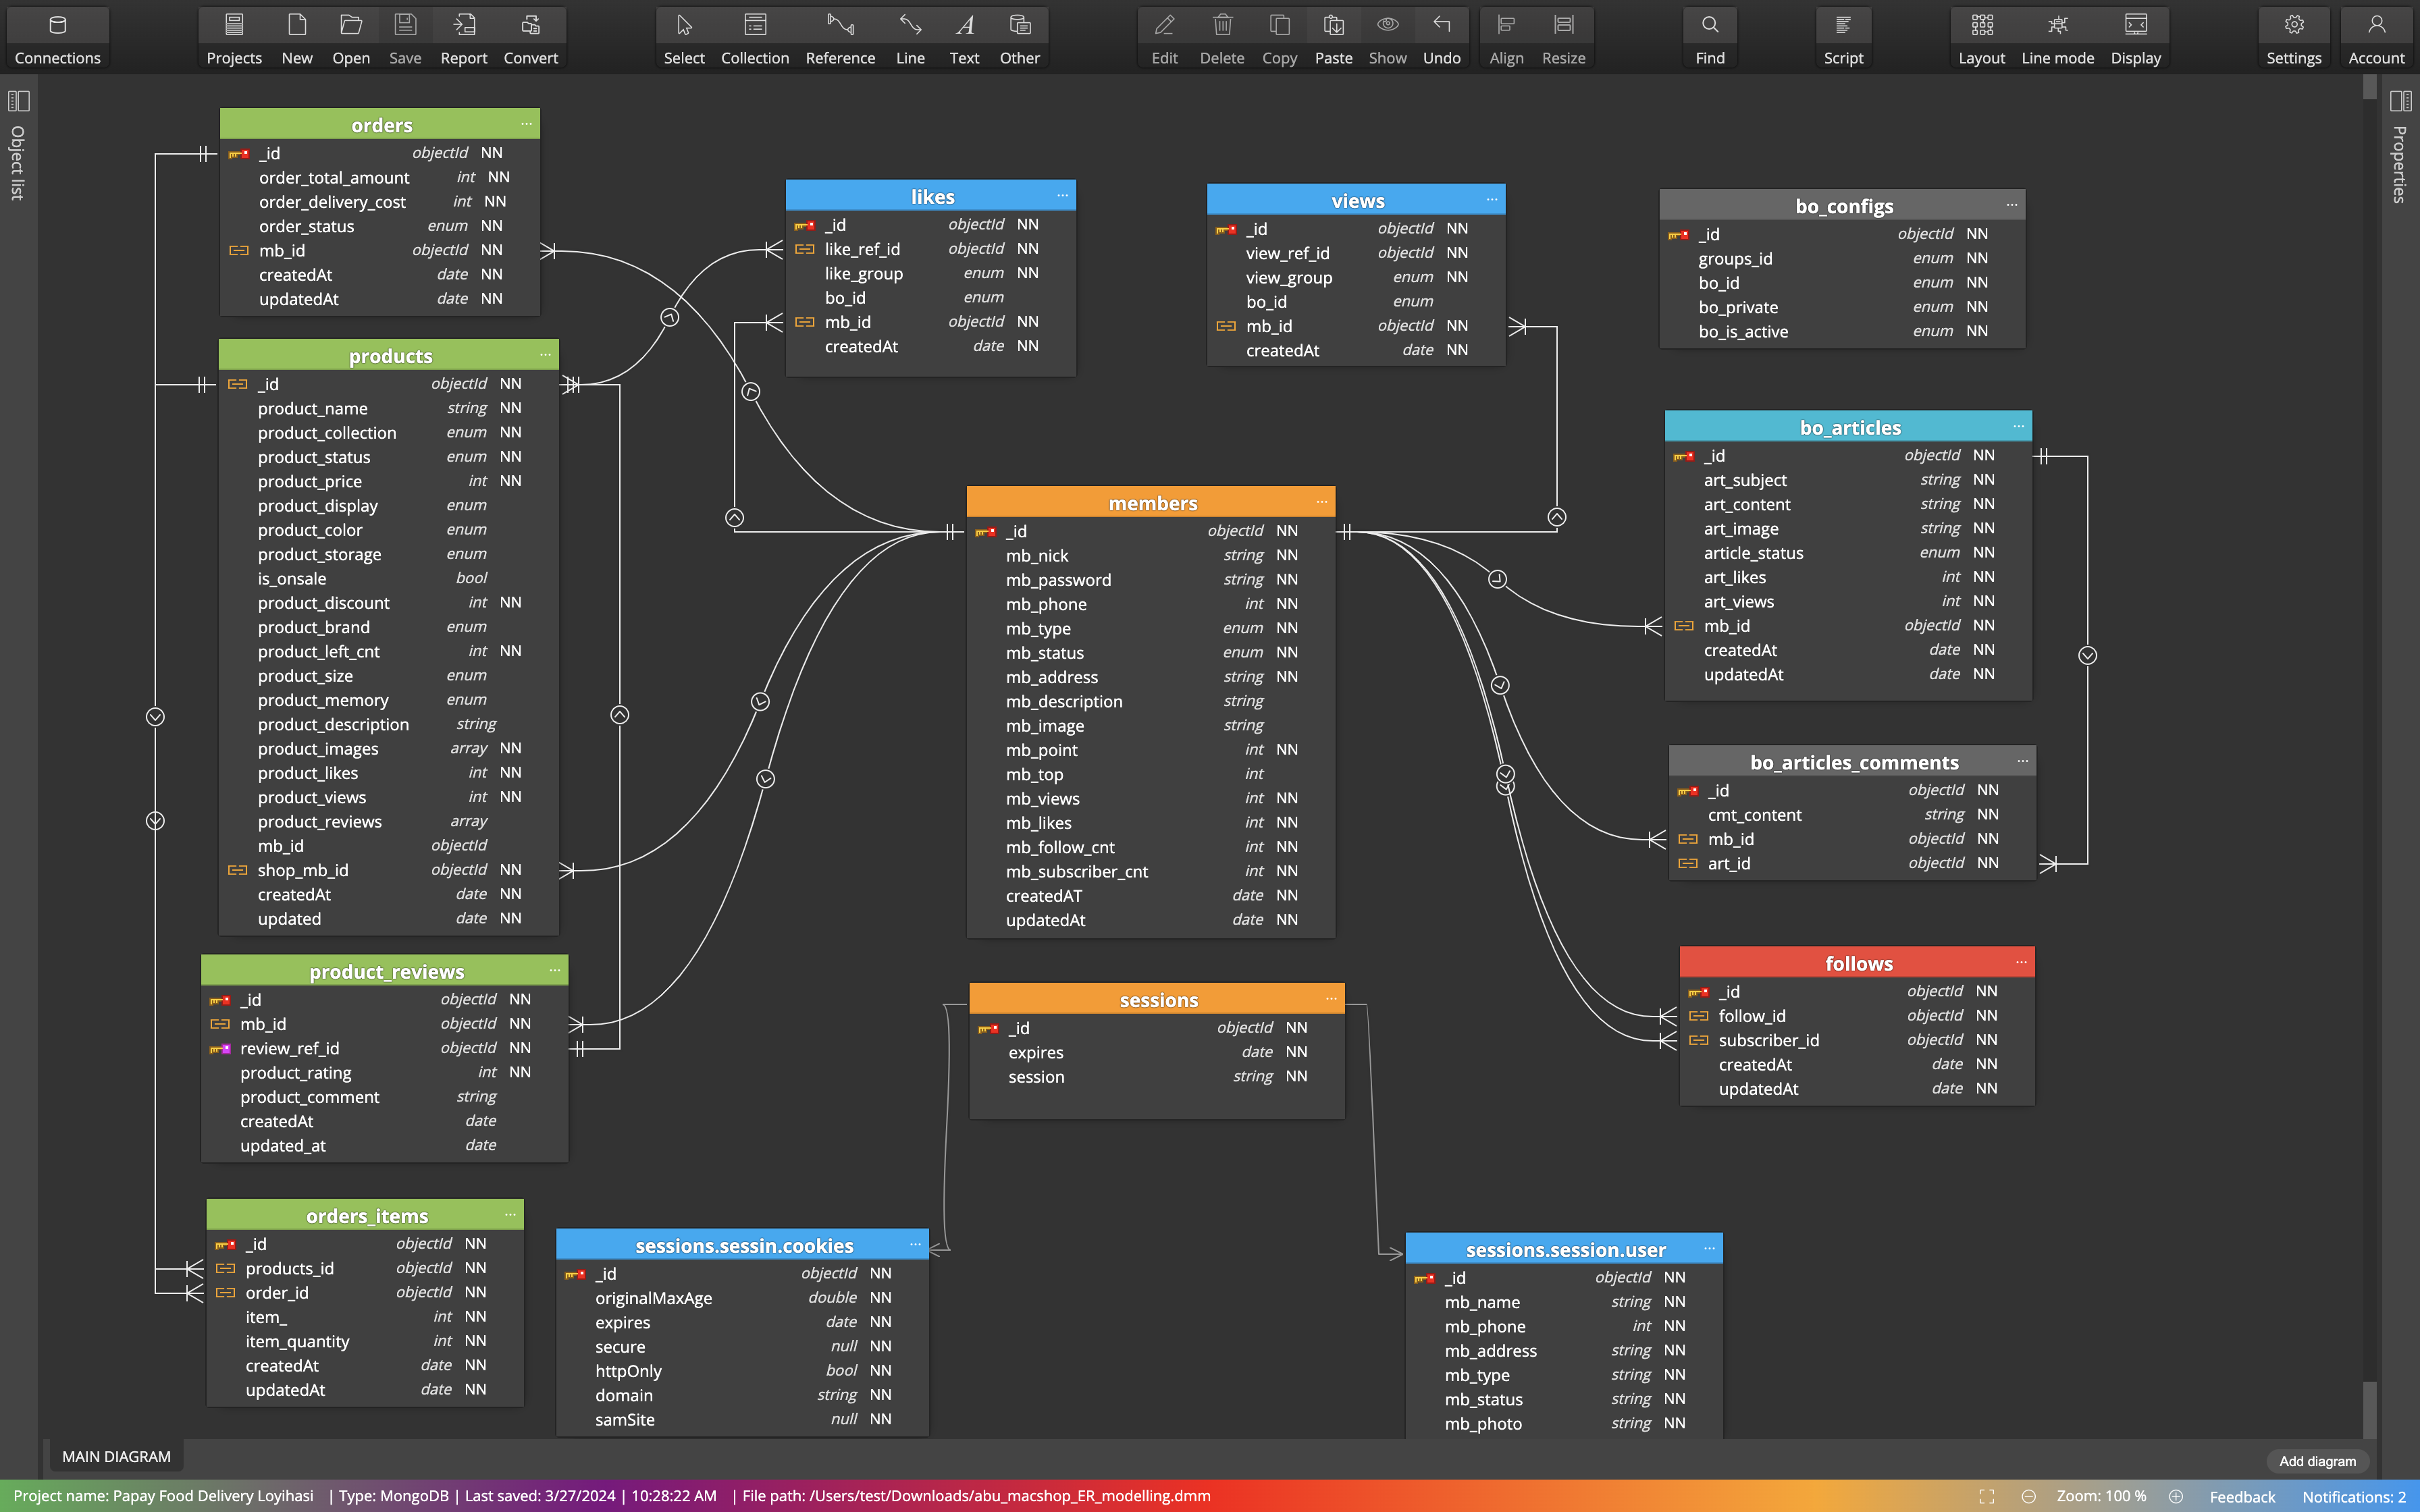 Connections Projects New Open Save Report Convert Select Collection Reference Line Text Other Edit Delete Copy Paste Show Undo Align Resize Find Script Layout Line mode Display Settings Account
Object list
Properties
orders
_id objectId NN
order_total_amount int NN
order_delivery_cost int NN
order_status enum NN
mb_id objectId NN
createdAt date NN
updatedAt date NN
likes
_id objectId NN
like_ref_id objectId NN
like_group enum NN
bo_id enum
mb_id objectId NN
createdAt date NN
views
_id objectId NN
view_ref_id objectId NN
view_group enum NN
bo_id enum
mb_id objectId NN
createdAt date NN
bo_configs
_id objectId NN
groups_id enum NN
bo_id enum NN
bo_private enum NN
bo_is_active enum NN
products
_id objectId NN
product_name string NN
product_collection enum NN
product_status enum NN
product_price int NN
product_display enum
product_color enum
product_storage enum
is_onsale bool
product_discount int NN
product_brand enum
product_left_cnt int NN
product_size enum
product_memory enum
product_description string
product_images array NN
product_likes int NN
product_views int NN
product_reviews array
mb_id objectId
shop_mb_id objectId NN
createdAt date NN
updated date NN
members
_id objectId NN
mb_nick string NN
mb_password string NN
mb_phone int NN
mb_type enum NN
mb_status enum NN
mb_address string NN
mb_description string
mb_image string
mb_point int NN
mb_top int
mb_views int NN
mb_likes int NN
mb_follow_cnt int NN
mb_subscriber_cnt int NN
createdAT date NN
updatedAt date NN
bo_articles
_id objectId NN
art_subject string NN
art_content string NN
art_image string NN
article_status enum NN
art_likes int NN
art_views int NN
mb_id objectId NN
createdAt date NN
updatedAt date NN
bo_articles_comments
_id objectId NN
cmt_content string NN
mb_id objectId NN
art_id objectId NN
product_reviews
_id objectId NN
mb_id objectId NN
review_ref_id objectId NN
product_rating int NN
product_comment string
createdAt date
updated_at date
sessions
_id objectId NN
expires date NN
session string NN
follows
_id objectId NN
follow_id objectId NN
subscriber_id objectId NN
createdAt date NN
updatedAt date NN
orders_items
_id objectId NN
products_id objectId NN
order_id objectId NN
item_ int NN
item_quantity int NN
createdAt date NN
updatedAt date NN
sessions.sessin.cookies
_id objectId NN
originalMaxAge double NN
expires date NN
secure null NN
httpOnly bool NN
domain string NN
samSite null NN
sessions.session.user
_id objectId NN
mb_name string NN
mb_phone int NN
mb_address string NN
mb_type string NN
mb_status string NN
mb_photo string NN
MAIN DIAGRAM
Add diagram
Project name: Papay Food Delivery Loyihasi | Type: MongoDB | Last saved: 3/27/2024 | 10:28:22 AM | File path: /Users/test/Downloads/abu_macshop_ER_modelling.dmm Zoom: 100 % Feedback Notifications: 2